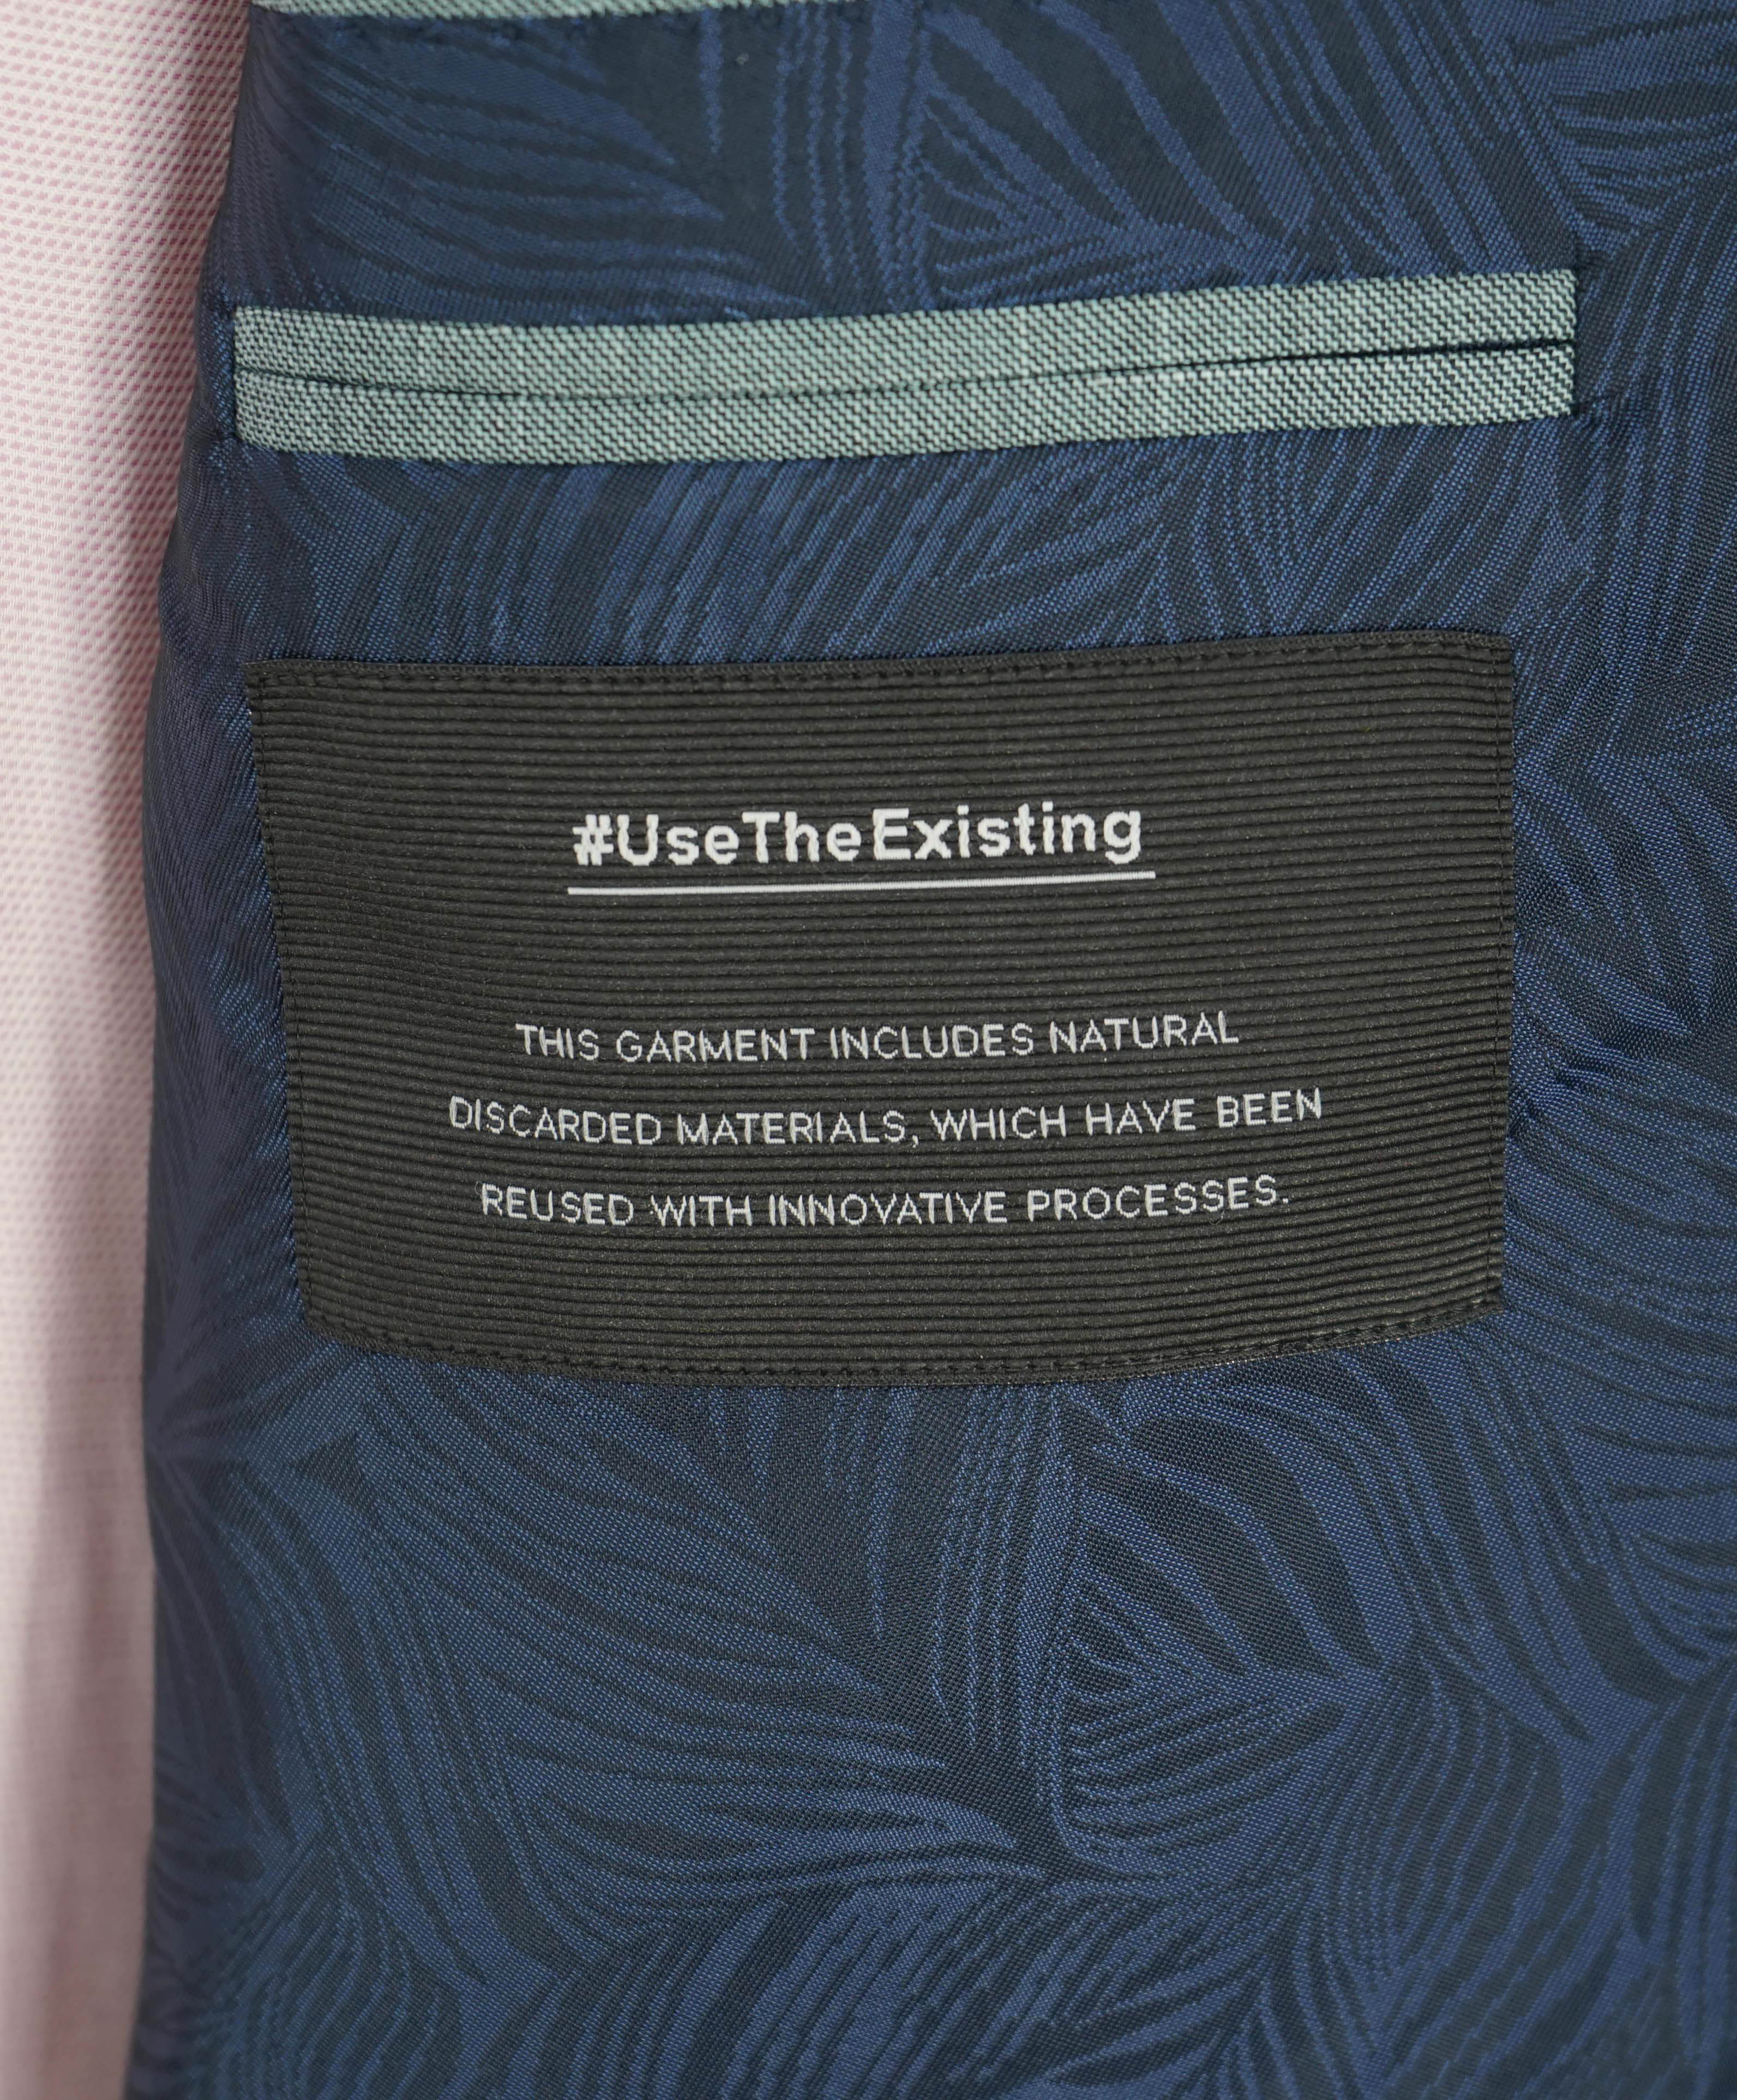 #UseTheExisting
THIS GARMENT INCLUDES NATURAL
DISCARDED MATERIALS, WHICH HAVE BEEN
REUSED WITH INNOVATIVE PROCESSES.